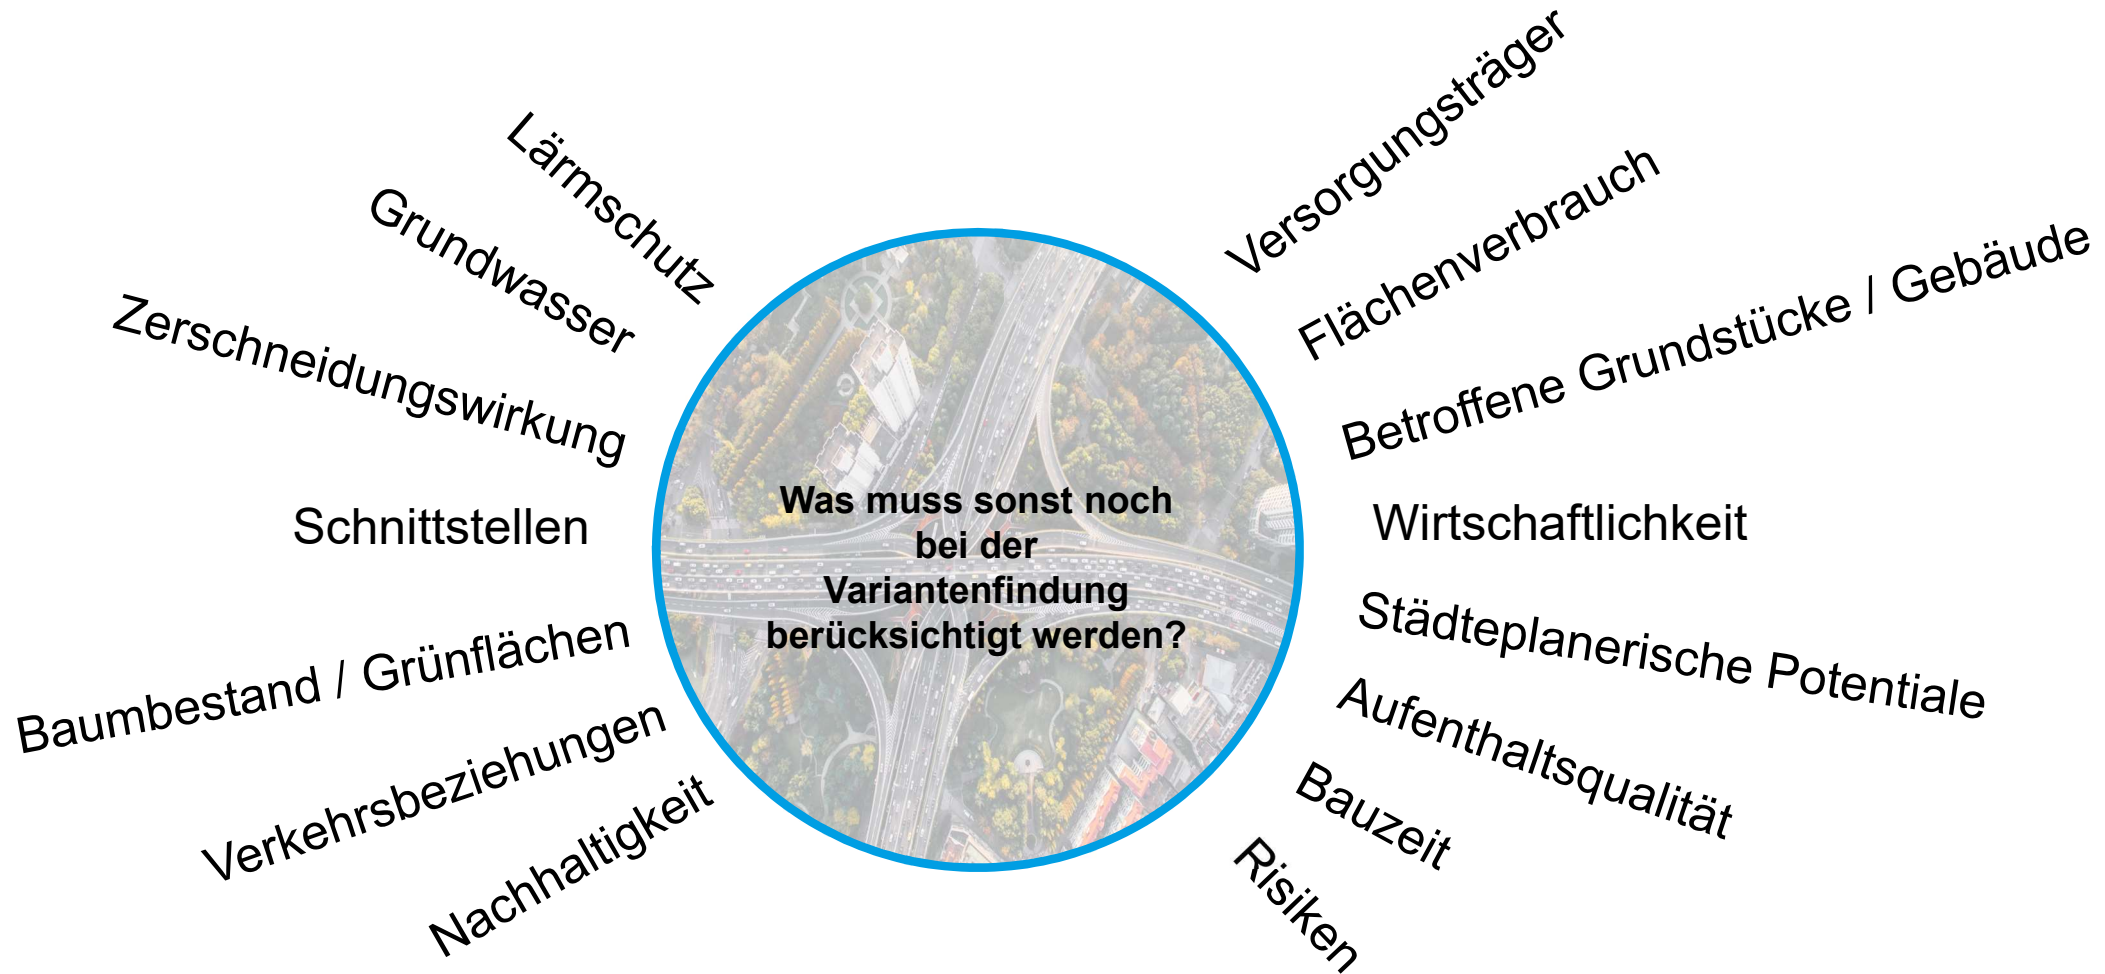 Lärmschutz
Grundwasser
Zerschneidungswirkung
Schnittstellen
Baumbestand / Grünflächen
Verkehrsbeziehungen
Nachhaltigkeit
Was muss sonst noch
bei der
Variantenfindung
berücksichtigt werden?
Versorgungsträger
Flächenverbrauch
Betroffene Grundstücke / Gebäude
Wirtschaftlichkeit
Städteplanerische Potentiale
Aufenthaltsqualität
Bauzeit
Risiken